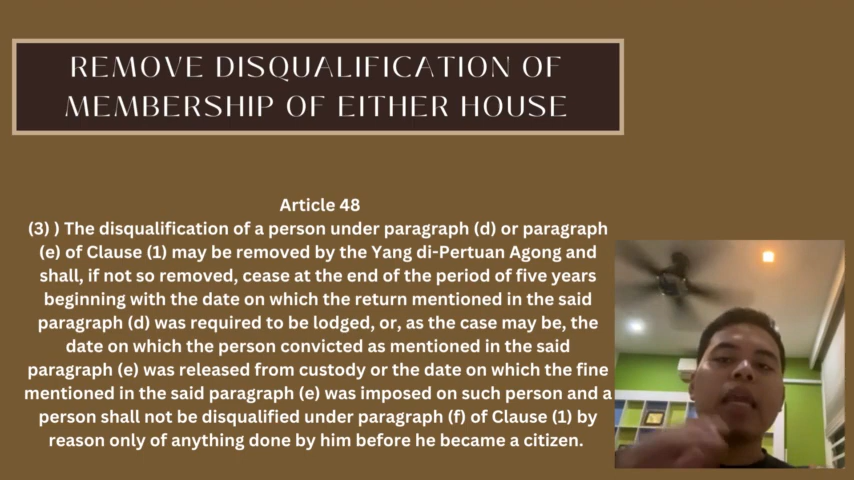 REMOVE DISQUALIFICATION OF
MEMBERSHIP OF EITHER HOUSE
Article 48
(3) ) The disqualification of a person under paragraph (d) or paragraph
(e) of Clause (1) may be removed by the Yang di-Pertuan Agong and
shall, if not so removed, cease at the end of the period of five years
beginning with the date on which the return mentioned in the said
paragraph (d) was required to be lodged, or, as the case may be, the
date on which the person convicted as mentioned in the said
paragraph (e) was released from custody or the date on which the fine
mentioned in the said paragraph (e) was imposed on such person and a
person shall not be disqualified under paragraph (f) of Clause (1) by
reason only of anything done by him before he became a citizen.